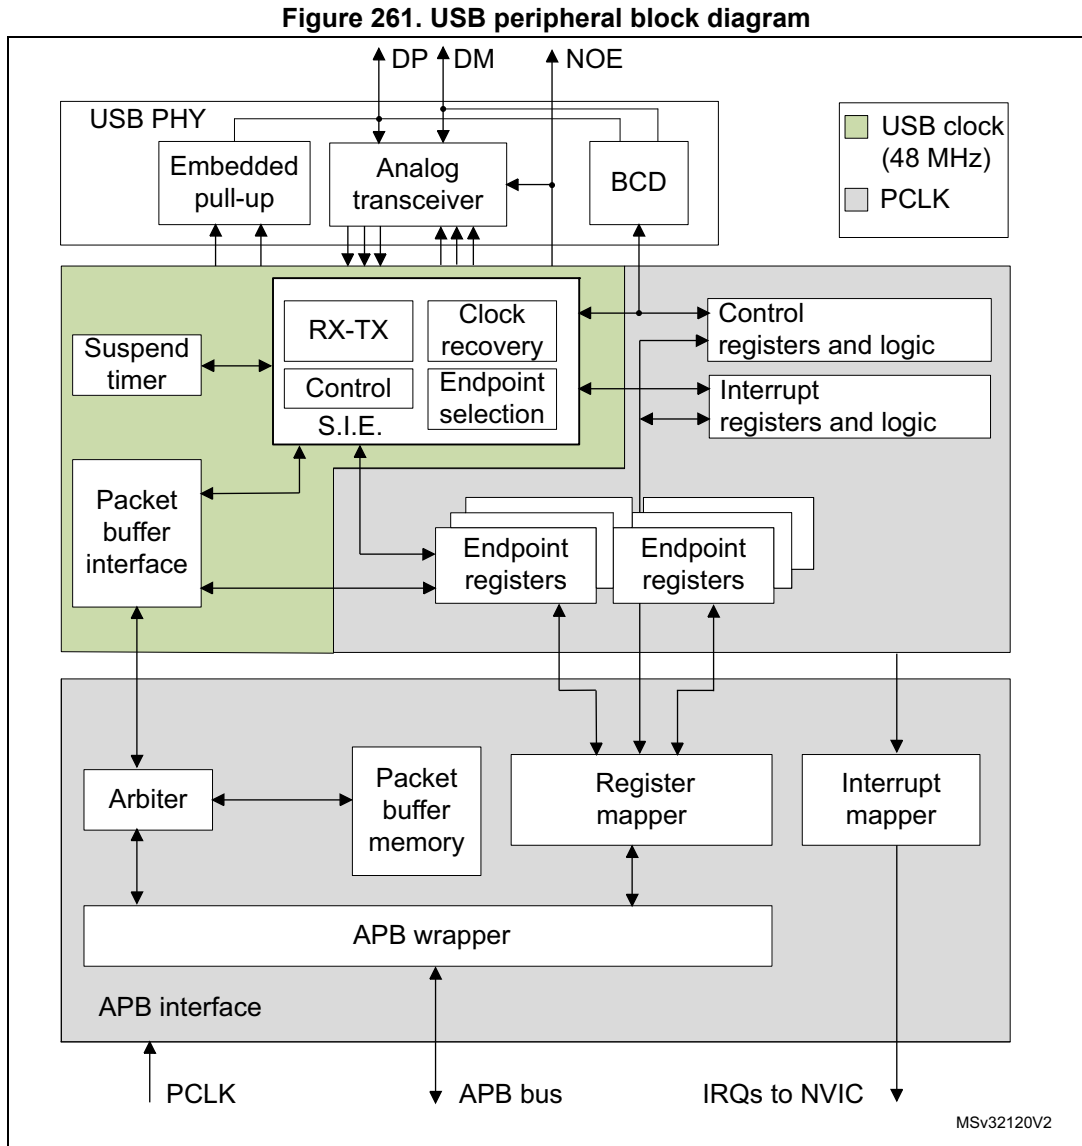 Figure 261. USB peripheral block diagram
DP
DM
NOE
USB PHY
Embedded
pull-up
Analog
transceiver
BCD
USB clock
(48 MHz)
PCLK
RX-TX
Clock
recovery
Control
Endpoint
selection
S.I.E.
Suspend
timer
Control
registers and logic
Interrupt
registers and logic
Packet
buffer
interface
Endpoint
registers
Endpoint
registers
Arbiter
Packet
buffer
memory
Register
mapper
Interrupt
mapper
APB wrapper
APB interface
PCLK
APB bus
IRQs to NVIC
MSv32120V2